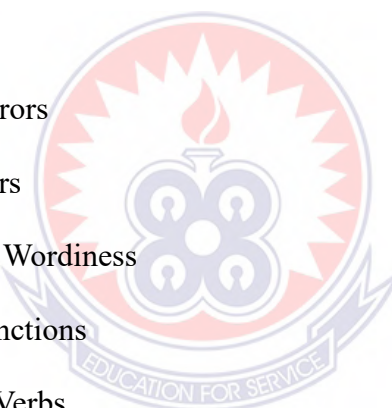 rors
rs
Wordiness
nctions
EDUCATION FOR SERVICE
Verbs